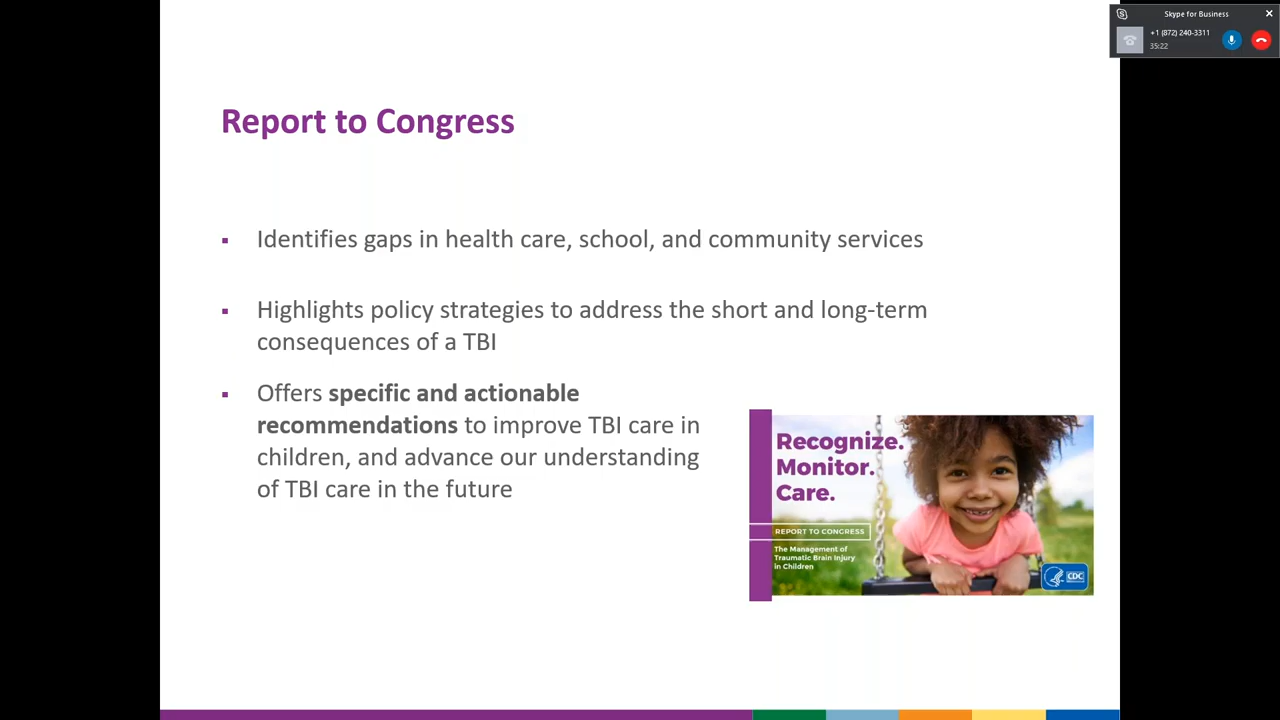 Skype for Business
+1 (872) 240-3311
35:22
Report to Congress
Identifies gaps in health care, school, and community services
Highlights policy strategies to address the short and long-term
consequences of a TBI
Offers specific and actionable
recommendations to improve TBI care in
children, and advance our understanding
of TBI care in the future
Recognize.
Monitor.
Care.
REPORT TO CONGRESS
The Management of
Traumatic Brain Injury
in Children
CDC